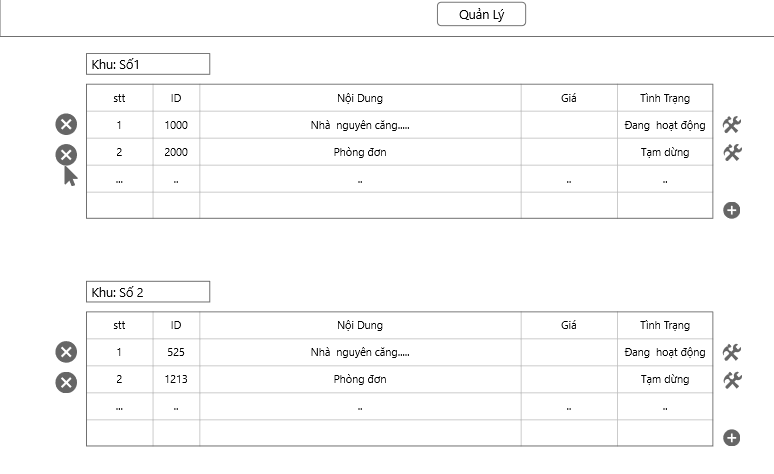 Quản Lý
Khu: Số1
stt ID Nội Dung Giá Tình Trạng
1 1000 Nhà nguyên căng..... Đang hoạt động
2 2000 Phòng đơn Tạm dừng
... .. .. .. ..
Khu: Số 2
stt ID Nội Dung Giá Tình Trạng
1 525 Nhà nguyên căng..... Đang hoạt động
2 1213 Phòng đơn Tạm dừng
... .. .. .. ..